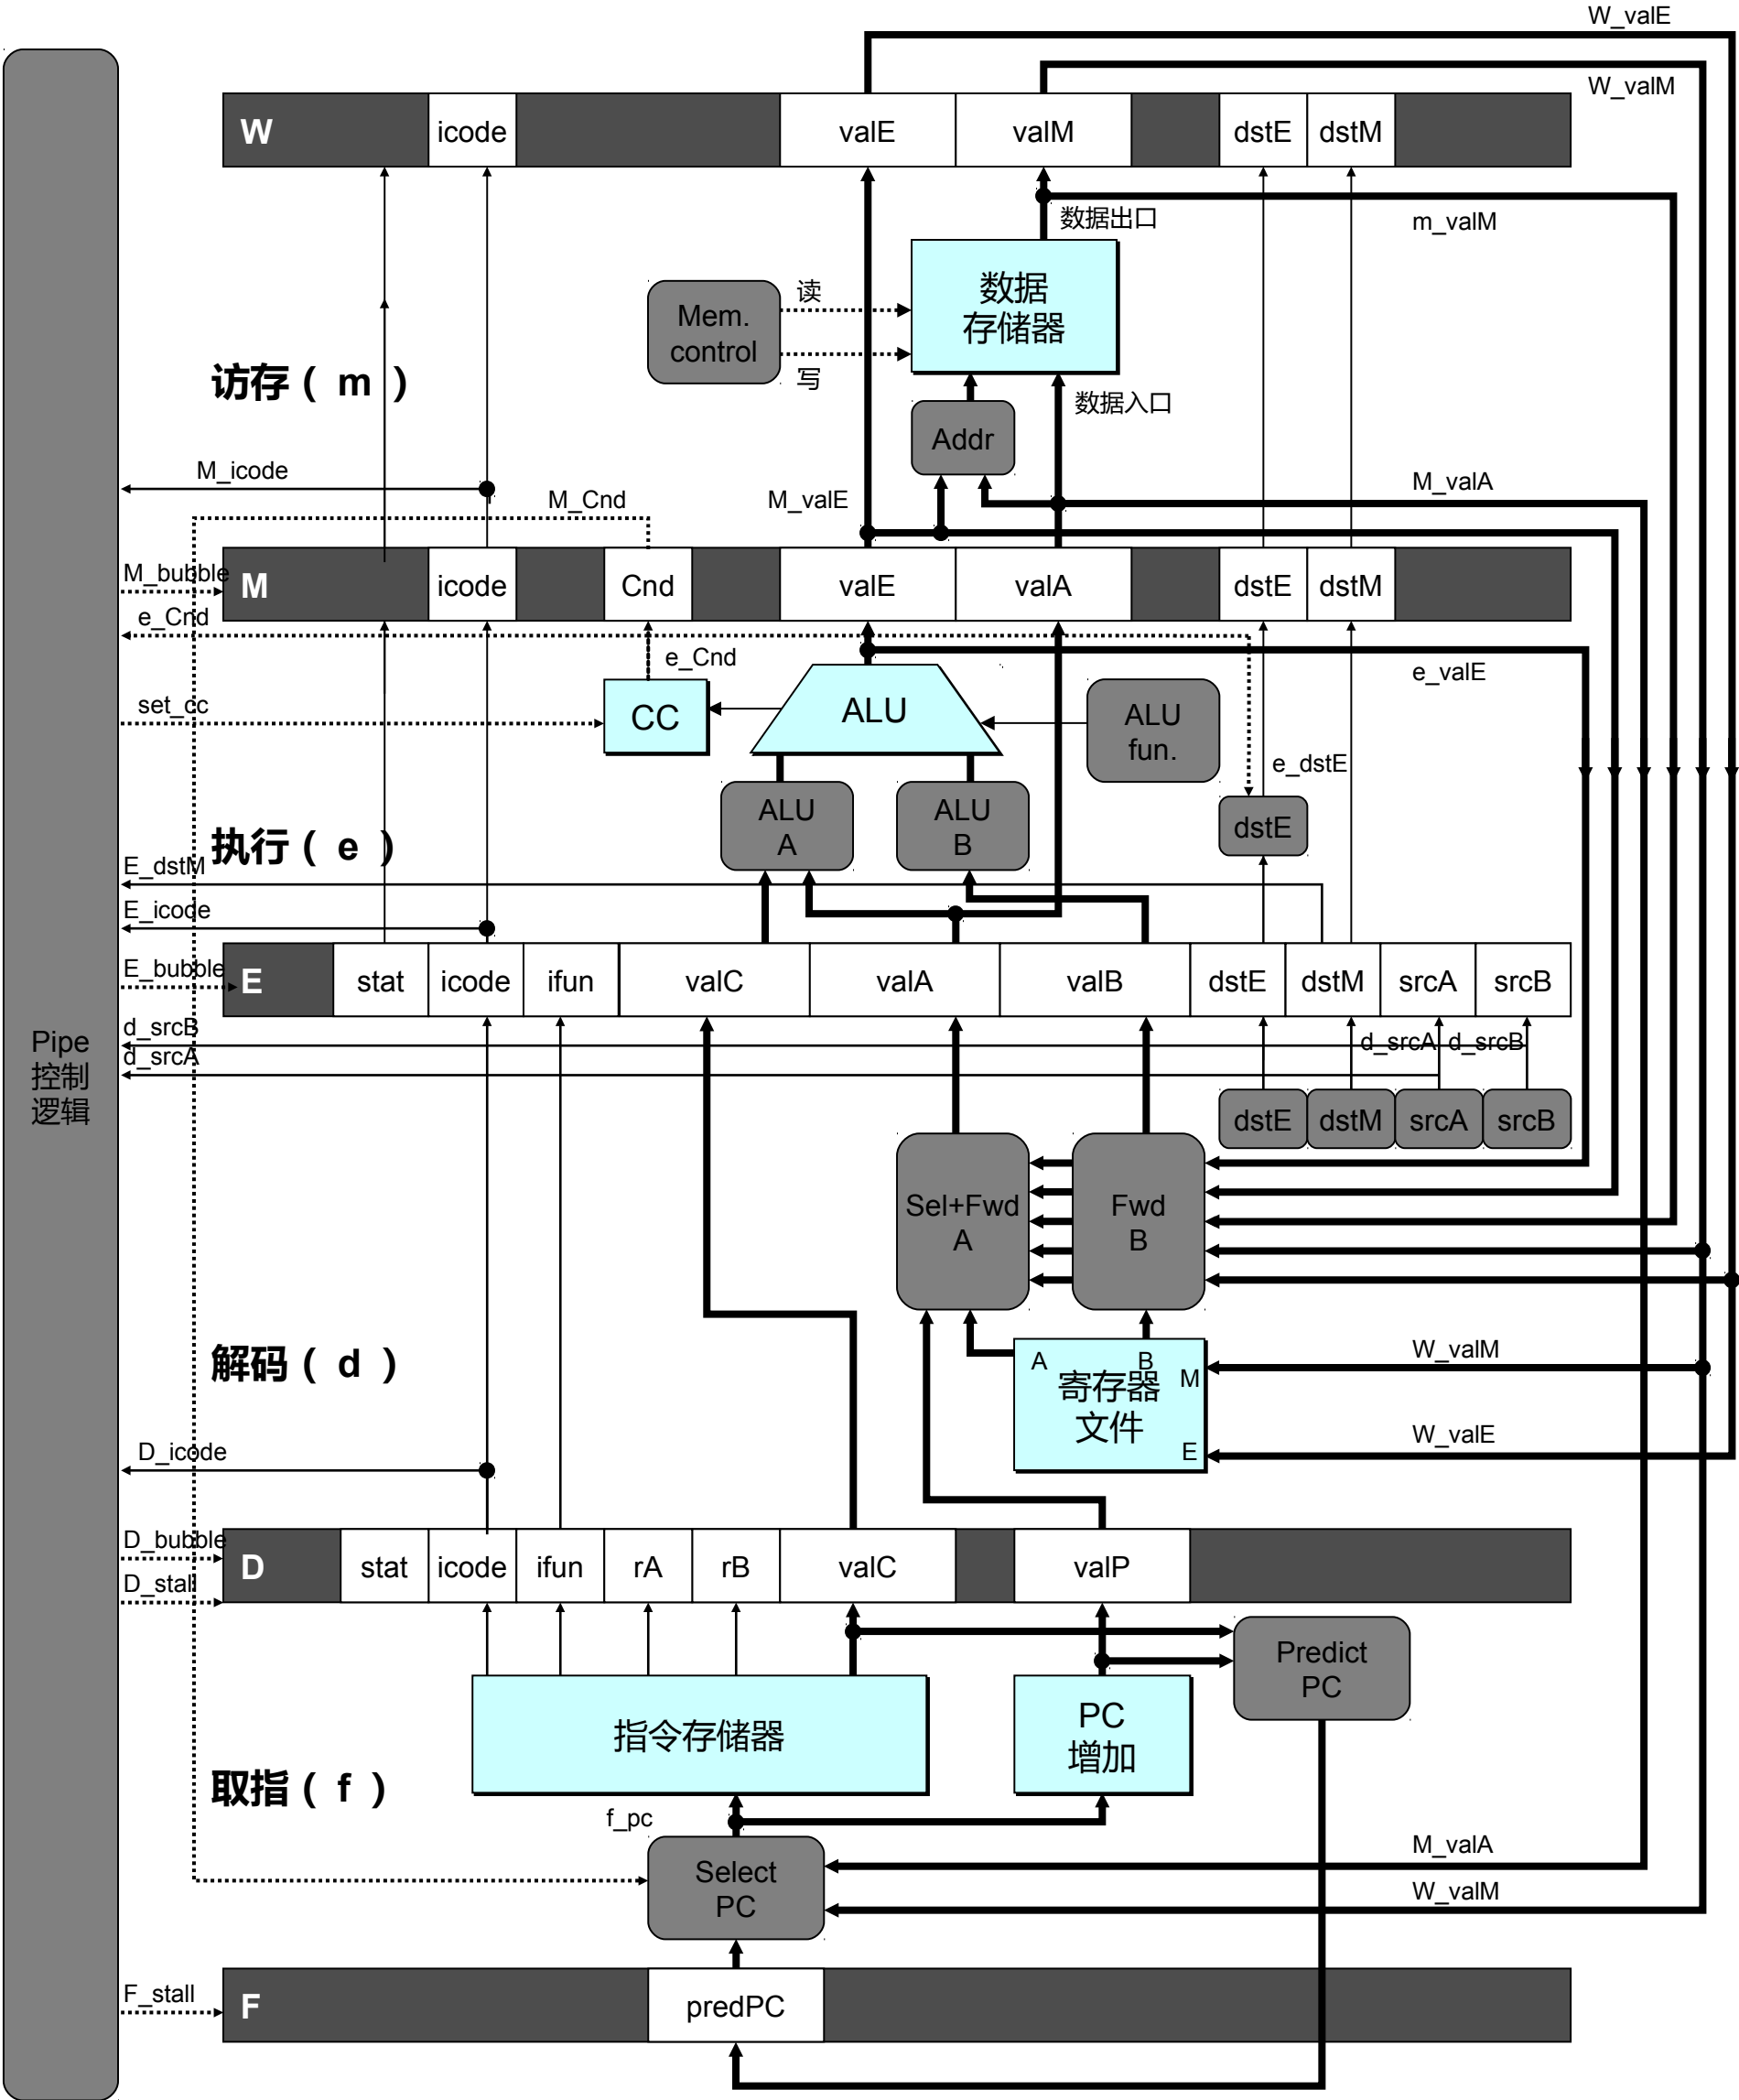 W_valE
W_valM
W
icode
valE
valM
dstE
dstM
数据出口
m_valM
数据
存储器
Mem.
control
读
写
访存（ m ）
数据入口
Addr
M_icode
M_Cnd
M_valE
M_valA
M_bubble
M
icode
Cnd
valE
valA
dstE
dstM
e_Cnd
e_Cnd
e_valE
set_cc
CC
ALU
ALU
fun.
e_dstE
ALU
A
ALU
B
dstE
执行（ e ）
E_dstM
E_icode
E_bubble
E
stat
icode
ifun
valC
valA
valB
dstE
dstM
srcA
srcB
Pipe
控制
逻辑
d_srcB
d_srcA
d_srcA
d_srcB
dstE
dstM
srcA
srcB
Sel+Fwd
A
Fwd
B
解码（ d ）
A
B
M
寄存器
文件
E
W_valM
W_valE
D_icode
D_bubble
D_stall
D
stat
icode
ifun
rA
rB
valC
valP
Predict
PC
指令存储器
PC
增加
取指（ f ）
f_pc
Select
PC
M_valA
W_valM
F_stall
F
predPC